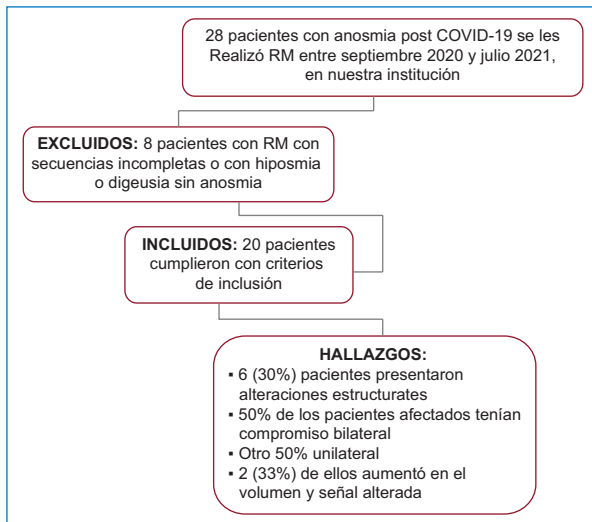 28 pacientes con anosmia post COVID-19 se les
Realizó RM entre septiembre 2020 y julio 2021,
en nuestra institución
EXCLUIDOS: 8 pacientes con RM con
secuencias incompletas o con hiposmia
o digeusia sin anosmia
INCLUIDOS: 20 pacientes
cumplieron con criterios
de inclusión
HALLAZGOS:
▪ 6 (30%) pacientes presentaron
alteraciones estructurates
▪ 50% de los pacientes afectados tenían
compromiso bilateral
▪ Otro 50% unilateral
▪ 2 (33%) de ellos aumentó en el
volumen y señal alterada